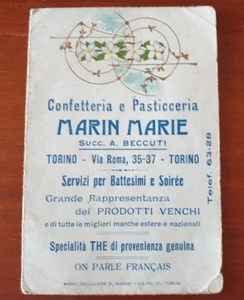 Confetteria e Pasticceria
MARIN MARIE
SUCC. A. BECCUTI
TORINO - Via Roma, 35-37 - TORINO
Servizi per Battesimi e Soirée
Grande Rappresentanza
dei PRODOTTI VENCHI
e di tutte le migliori marche estere e nazionali
Specialità THE di provenienza genuina
ON PARLE FRANÇAIS
Telef. 63-28